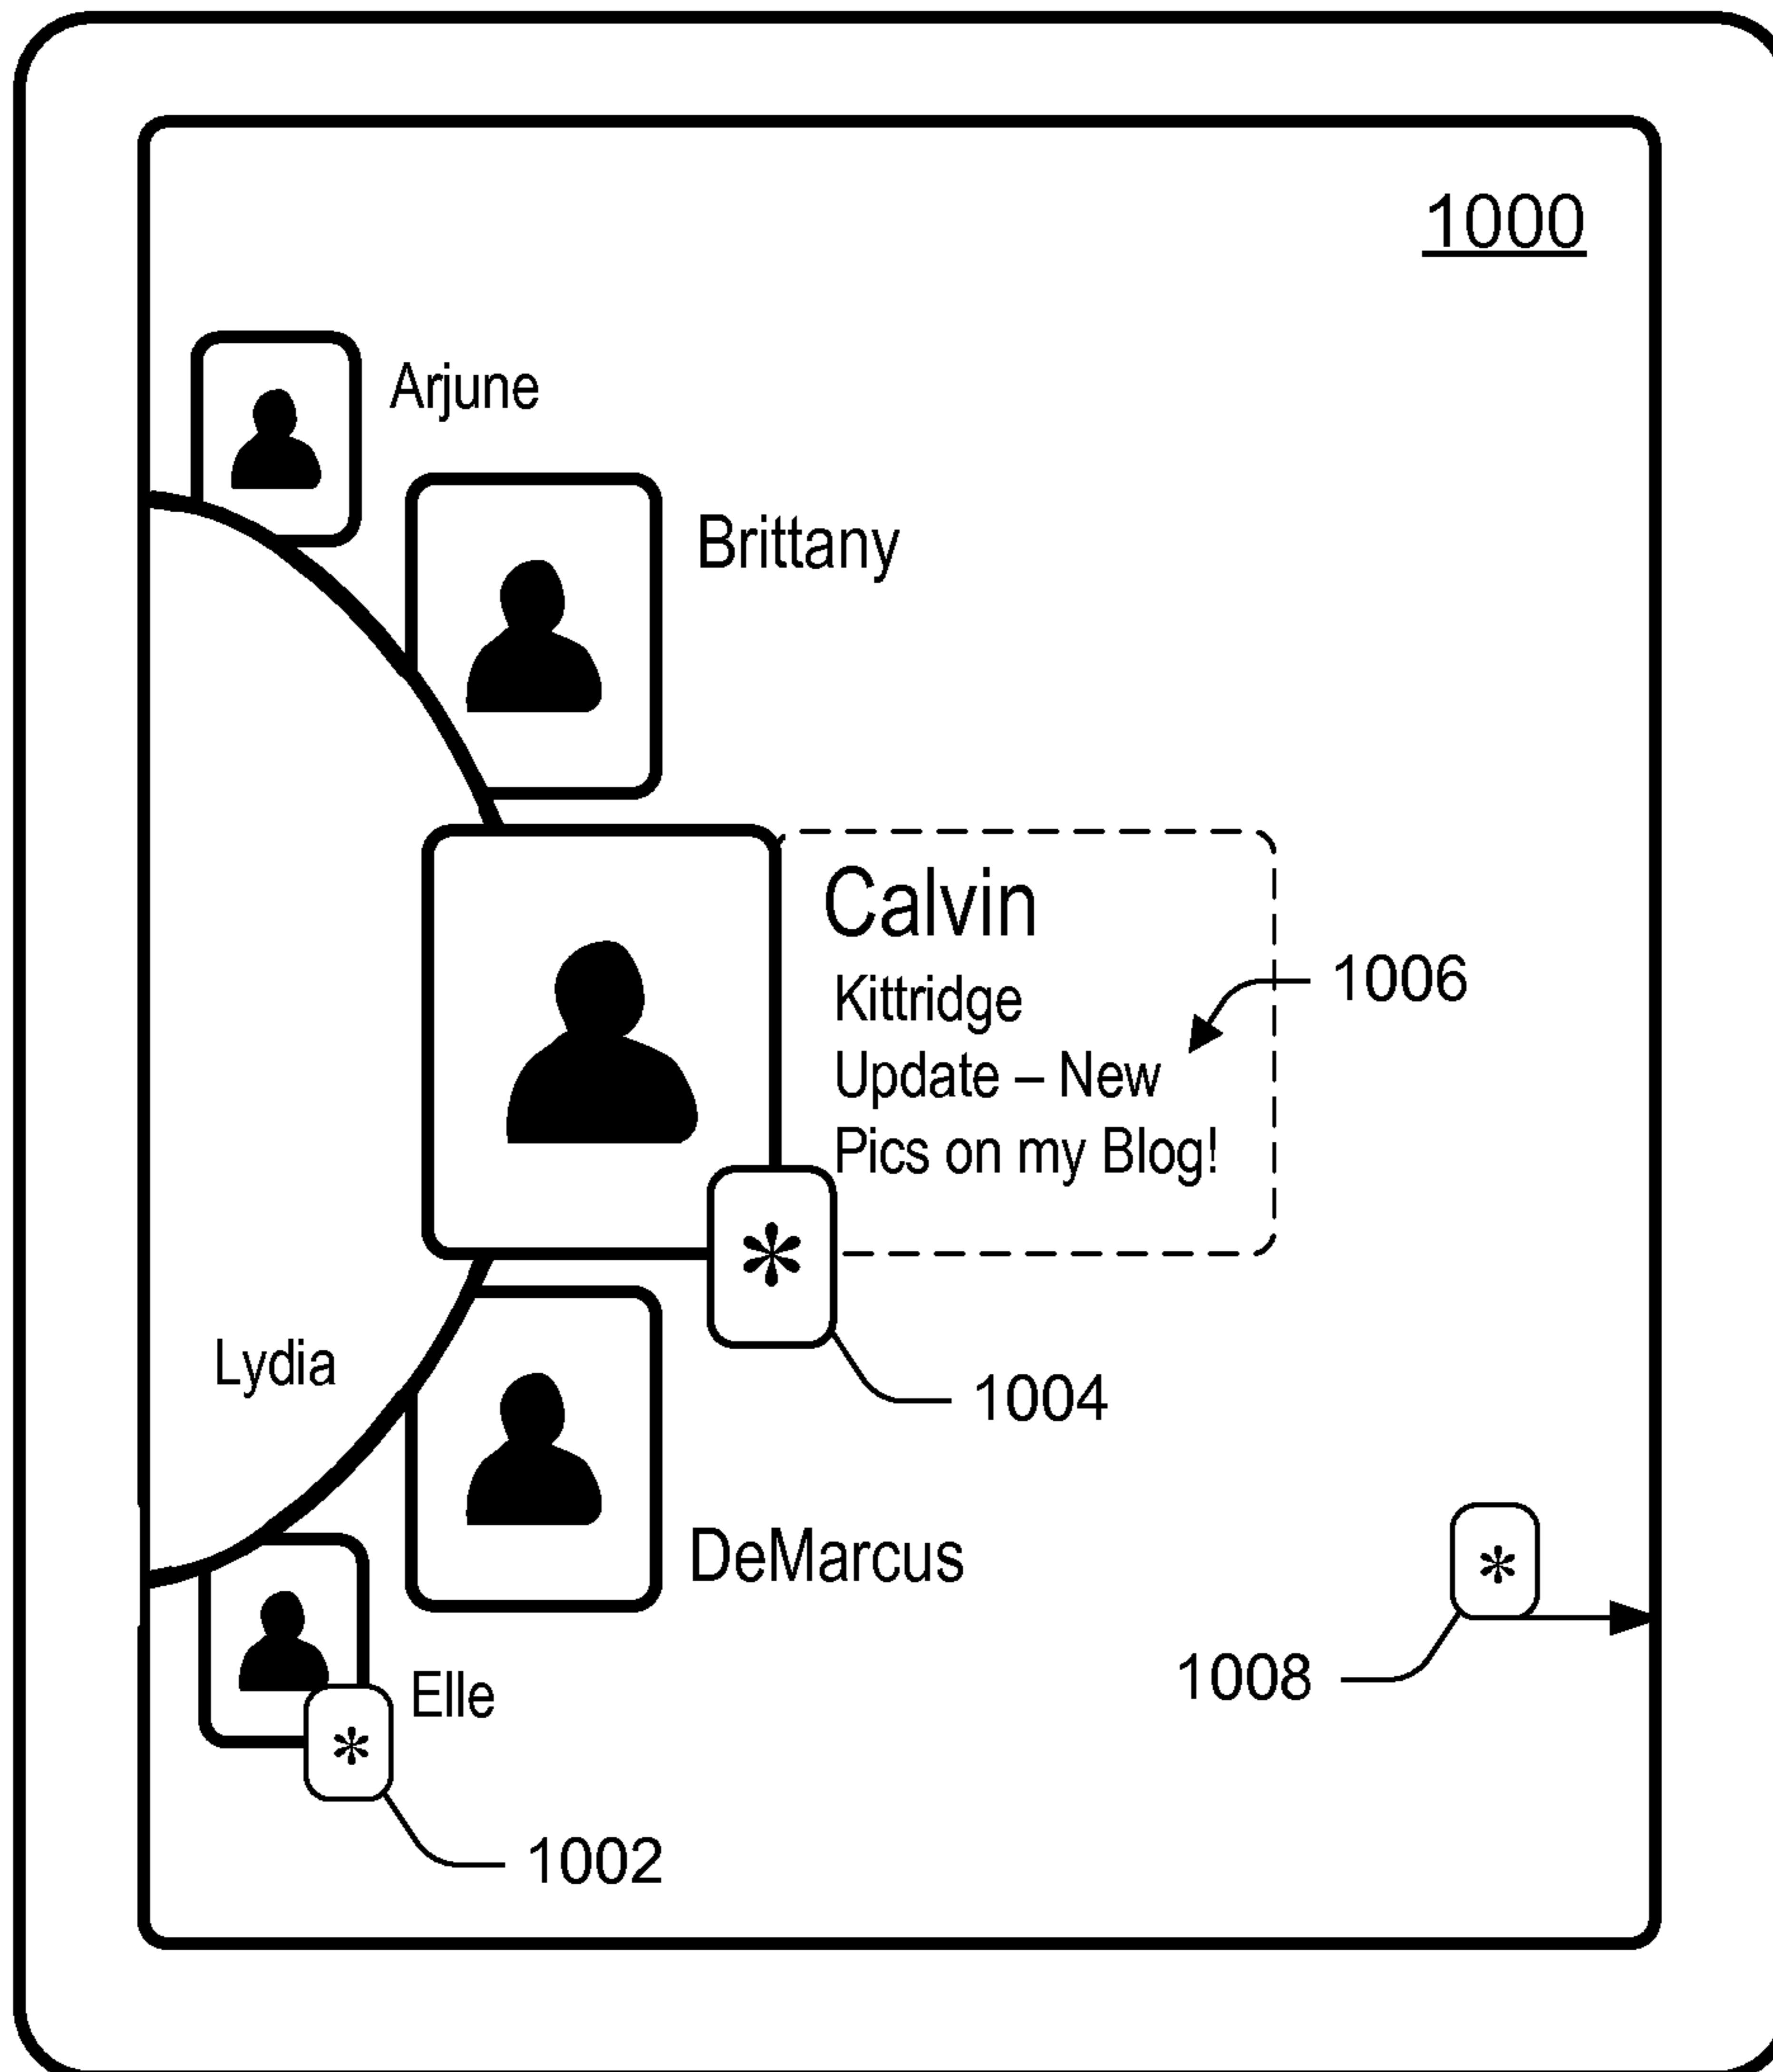 1000
Arjune
Brittany
Calvin
Kittridge
Update – New
Pics on my Blog!
1006
*
Lydia
1004
DeMarcus
*
1008
Elle
*
1002